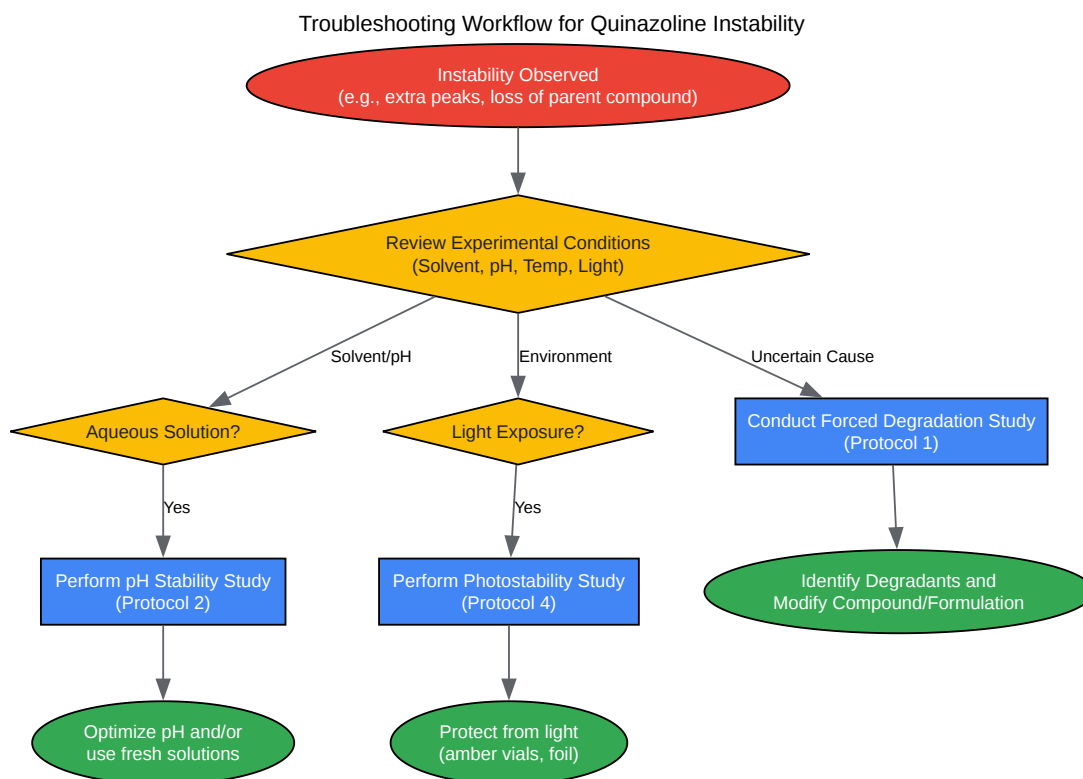 Troubleshooting Workflow for Quinazoline Instability
Instability Observed
(e.g., extra peaks, loss of parent compound)
Review Experimental Conditions
(Solvent, pH, Temp, Light)
Solvent/pH
Environment
Uncertain Cause
Aqueous Solution?
Light Exposure?
Conduct Forced Degradation Study
(Protocol 1)
Yes
Yes
Perform pH Stability Study
(Protocol 2)
Perform Photostability Study
(Protocol 4)
Identify Degradants and
Modify Compound/Formulation
Optimize pH and/or
use fresh solutions
Protect from light
(amber vials, foil)